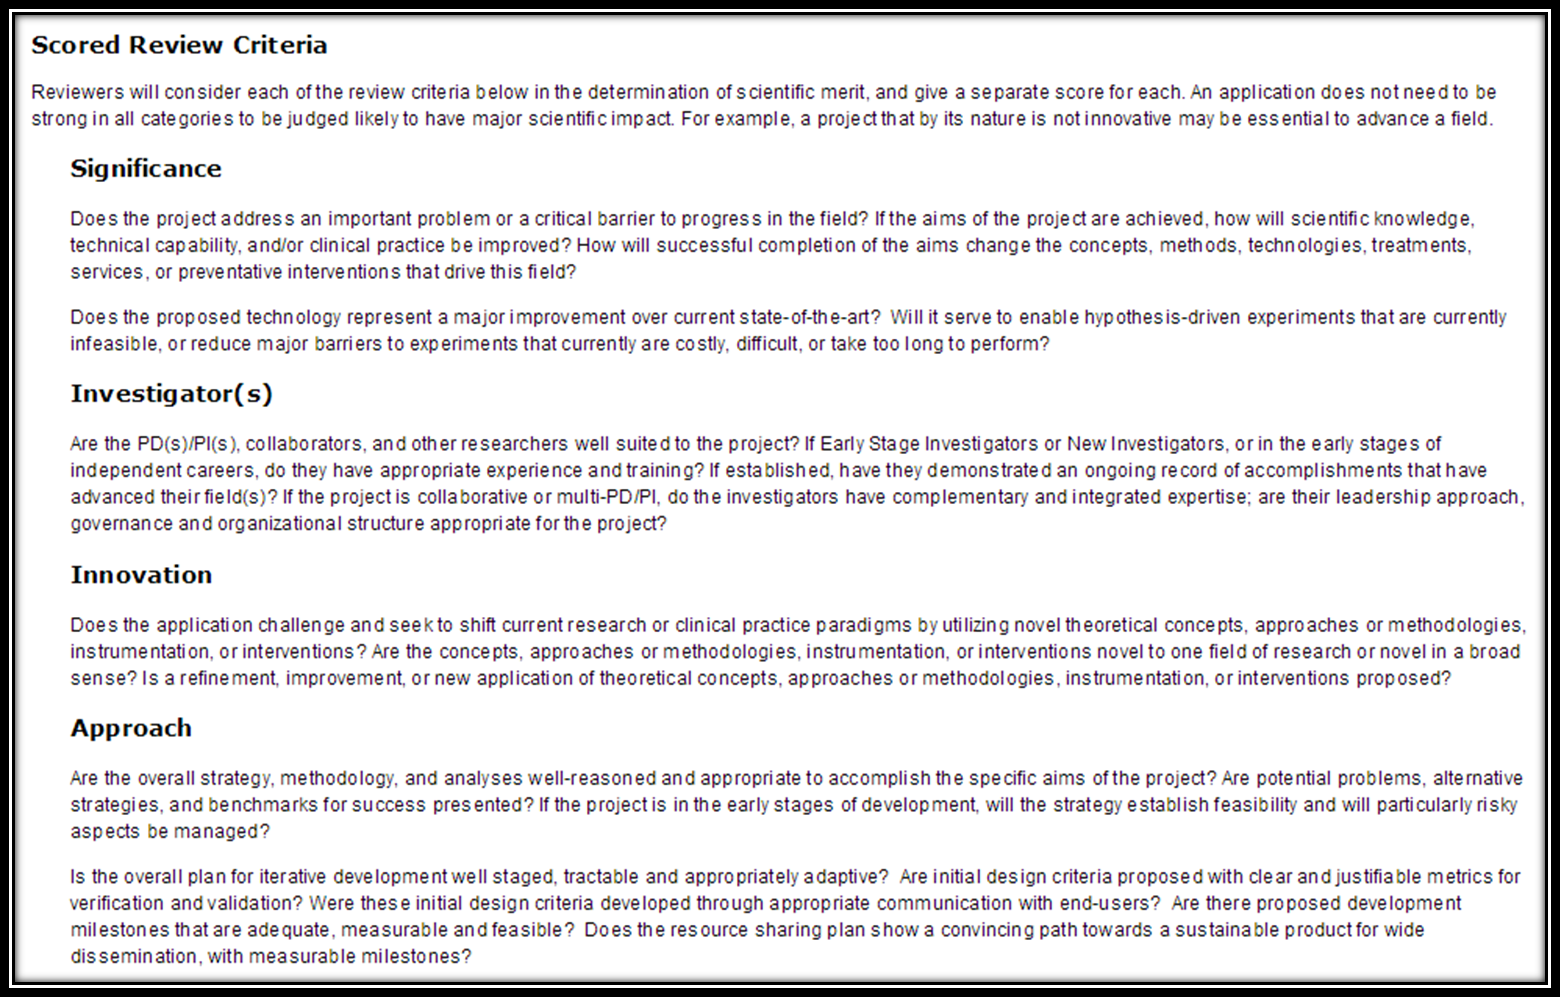 Scored Review Criteria
Reviewers will consider each of the review criteria below in the determination of scientific merit, and give a separate score for each. An application does not need to be
strong in all categories to be judged likely to have major scientific impact. For example, a project that by its nature is not innovative may be essential to advance a field.
Significance
Does the project address an important problem or a critical barrier to progress in the field? If the aims of the project are achieved, how will scientific knowledge,
technical capability, and/or clinical practice be improved? How will successful completion of the aims change the concepts, methods, technologies, treatments,
services, or preventative interventions that drive this field?
Does the proposed technology represent a major improvement over current state-of-the-art?  Will it serve to enable hypothesis-driven experiments that are currently
infeasible, or reduce major barriers to experiments that currently are costly, difficult, or take too long to perform?
Investigator(s)
Are the PD(s)/PI(s), collaborators, and other researchers well suited to the project? If Early Stage Investigators or New Investigators, or in the early stages of
independent careers, do they have appropriate experience and training? If established, have they demonstrated an ongoing record of accomplishments that have
advanced their field(s)? If the project is collaborative or multi-PD/PI, do the investigators have complementary and integrated expertise; are their leadership approach,
governance and organizational structure appropriate for the project?
Innovation
Does the application challenge and seek to shift current research or clinical practice paradigms by utilizing novel theoretical concepts, approaches or methodologies,
instrumentation, or interventions? Are the concepts, approaches or methodologies, instrumentation, or interventions novel to one field of research or novel in a broad
sense? Is a refinement, improvement, or new application of theoretical concepts, approaches or methodologies, instrumentation, or interventions proposed?
Approach
Are the overall strategy, methodology, and analyses well-reasoned and appropriate to accomplish the specific aims of the project? Are potential problems, alternative
strategies, and benchmarks for success presented? If the project is in the early stages of development, will the strategy establish feasibility and will particularly risky
aspects be managed?
Is the overall plan for iterative development well staged, tractable and appropriately adaptive?  Are initial design criteria proposed with clear and justifiable metrics for
verification and validation? Were these initial design criteria developed through appropriate communication with end-users?  Are there proposed development
milestones that are adequate, measurable and feasible?  Does the resource sharing plan show a convincing path towards a sustainable product for wide
dissemination, with measurable milestones?